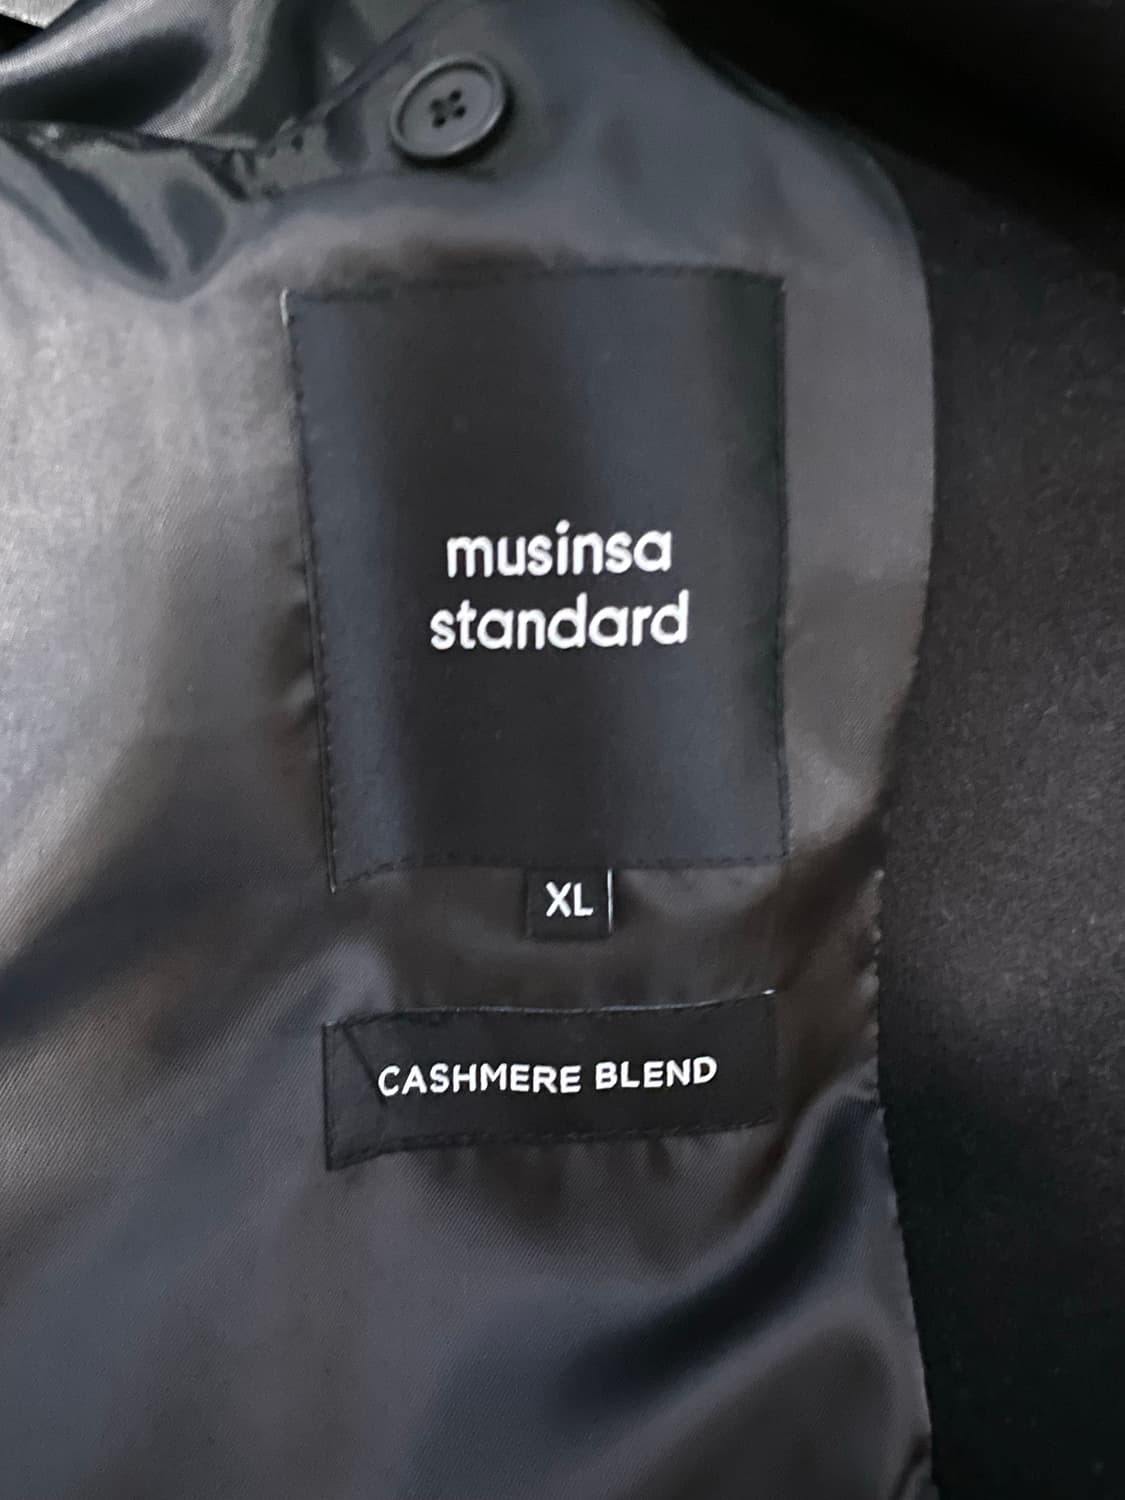 musinsa
standard
XL
CASHMERE BLEND